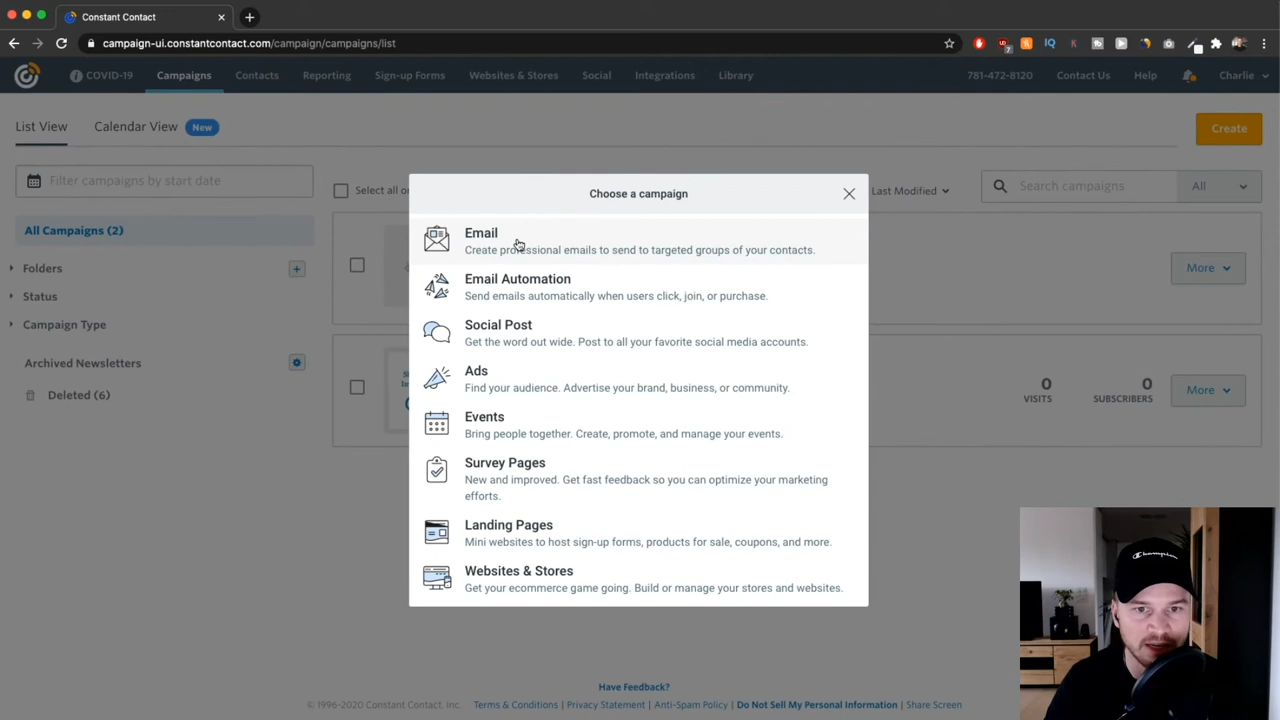 Constant Contact
campaign-ui.constantcontact.com/campaign/campaigns/list
COVID-19 Campaigns Contacts Reporting Sign-up Forms Websites & Stores Social Integrations Library 781-472-8120 Contact Us Help Charlie
List View Calendar View New Create
Filter campaigns by start date
Select all on
Last Modified
Search campaigns
All
All Campaigns (2)
Folders
Status
Campaign Type
Archived Newsletters
Deleted (6)
Choose a campaign
Email
Create professional emails to send to targeted groups of your contacts.
Email Automation
Send emails automatically when users click, join, or purchase.
Social Post
Get the word out wide. Post to all your favorite social media accounts.
Ads
Find your audience. Advertise your brand, business, or community.
Events
Bring people together. Create, promote, and manage your events.
Survey Pages
New and improved. Get fast feedback so you can optimize your marketing
efforts.
Landing Pages
Mini websites to host sign-up forms, products for sale, coupons, and more.
Websites & Stores
Get your ecommerce game going. Build or manage your stores and websites.
More
0 0
VISITS SUBSCRIBERS
More
Champion
Have Feedback?
© 1996-2020 Constant Contact, Inc. Terms & Conditions | Privacy Statement | Anti-Spam Policy | Do Not Sell My Personal Information | Share Screen